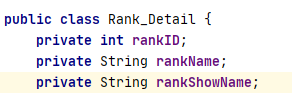 public class Rank_Detail {
    private int rankID;
    private String rankName;
    private String rankShowName;